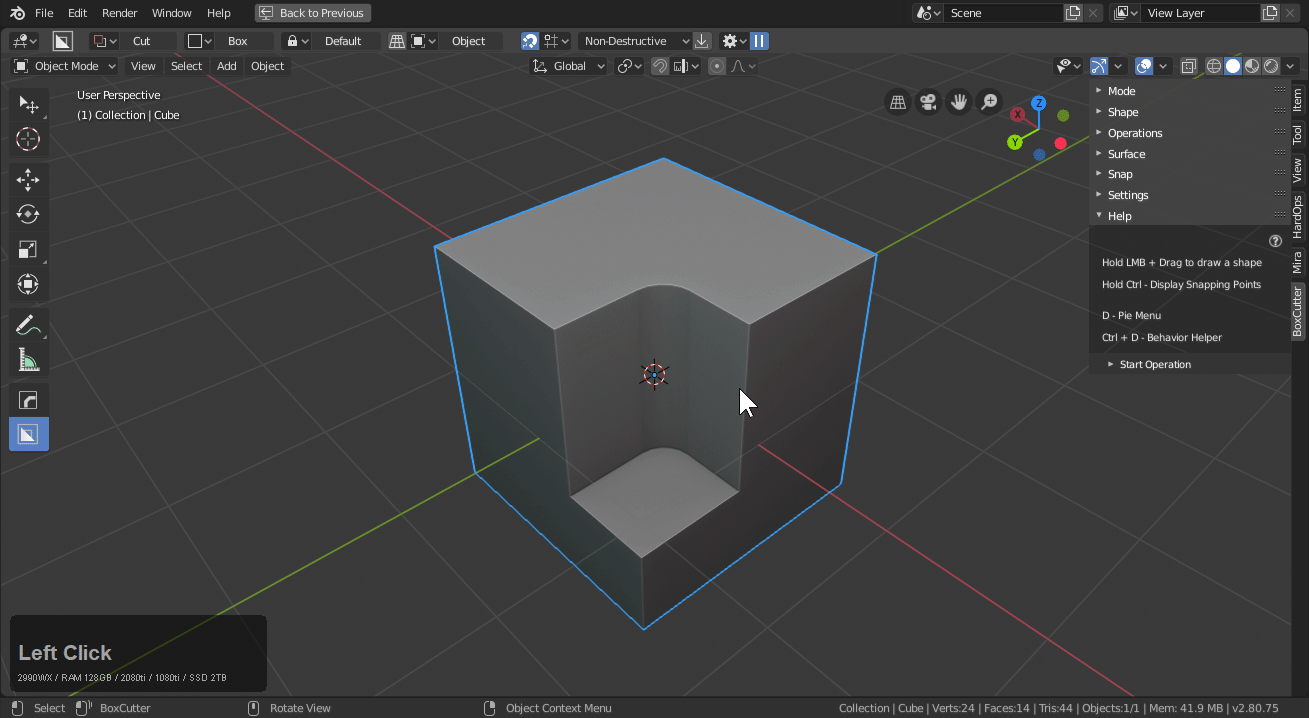 File Edit Render Window Help Back to Previous Scene View Layer
Cut Box Default Object Non-Destructive
Object Mode View Select Add Object Global
User Perspective
(1) Collection | Cube
X Y Z
Mode
Shape
Operations
Surface
Snap
Settings
Help
?
Hold LMB + Drag to draw a shape
Hold Ctrl - Display Snapping Points
D - Pie Menu
Ctrl + D - Behavior Helper
Start Operation
Item
Tool
View
HardOps
Mira
BoxCutter
Left Click
2990WX / RAM 128GB / 2080ti / 1080ti / SSD 2TB
Select BoxCutter Rotate View Object Context Menu Collection | Cube | Verts:24 | Faces:14 | Tris:44 | Objects:1/1 | Mem: 41.9 MB | v2.80.75